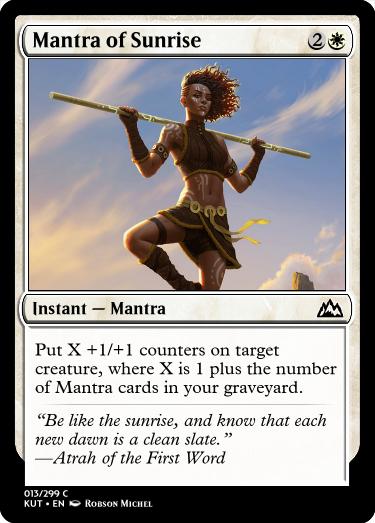 Mantra of Sunrise 2
Instant — Mantra
Put X +1/+1 counters on target
creature, where X is 1 plus the number
of Mantra cards in your graveyard.
“Be like the sunrise, and know that each
new dawn is a clean slate.”
—Atrah of the First Word
013/299 C
KUT • EN Robson Michel